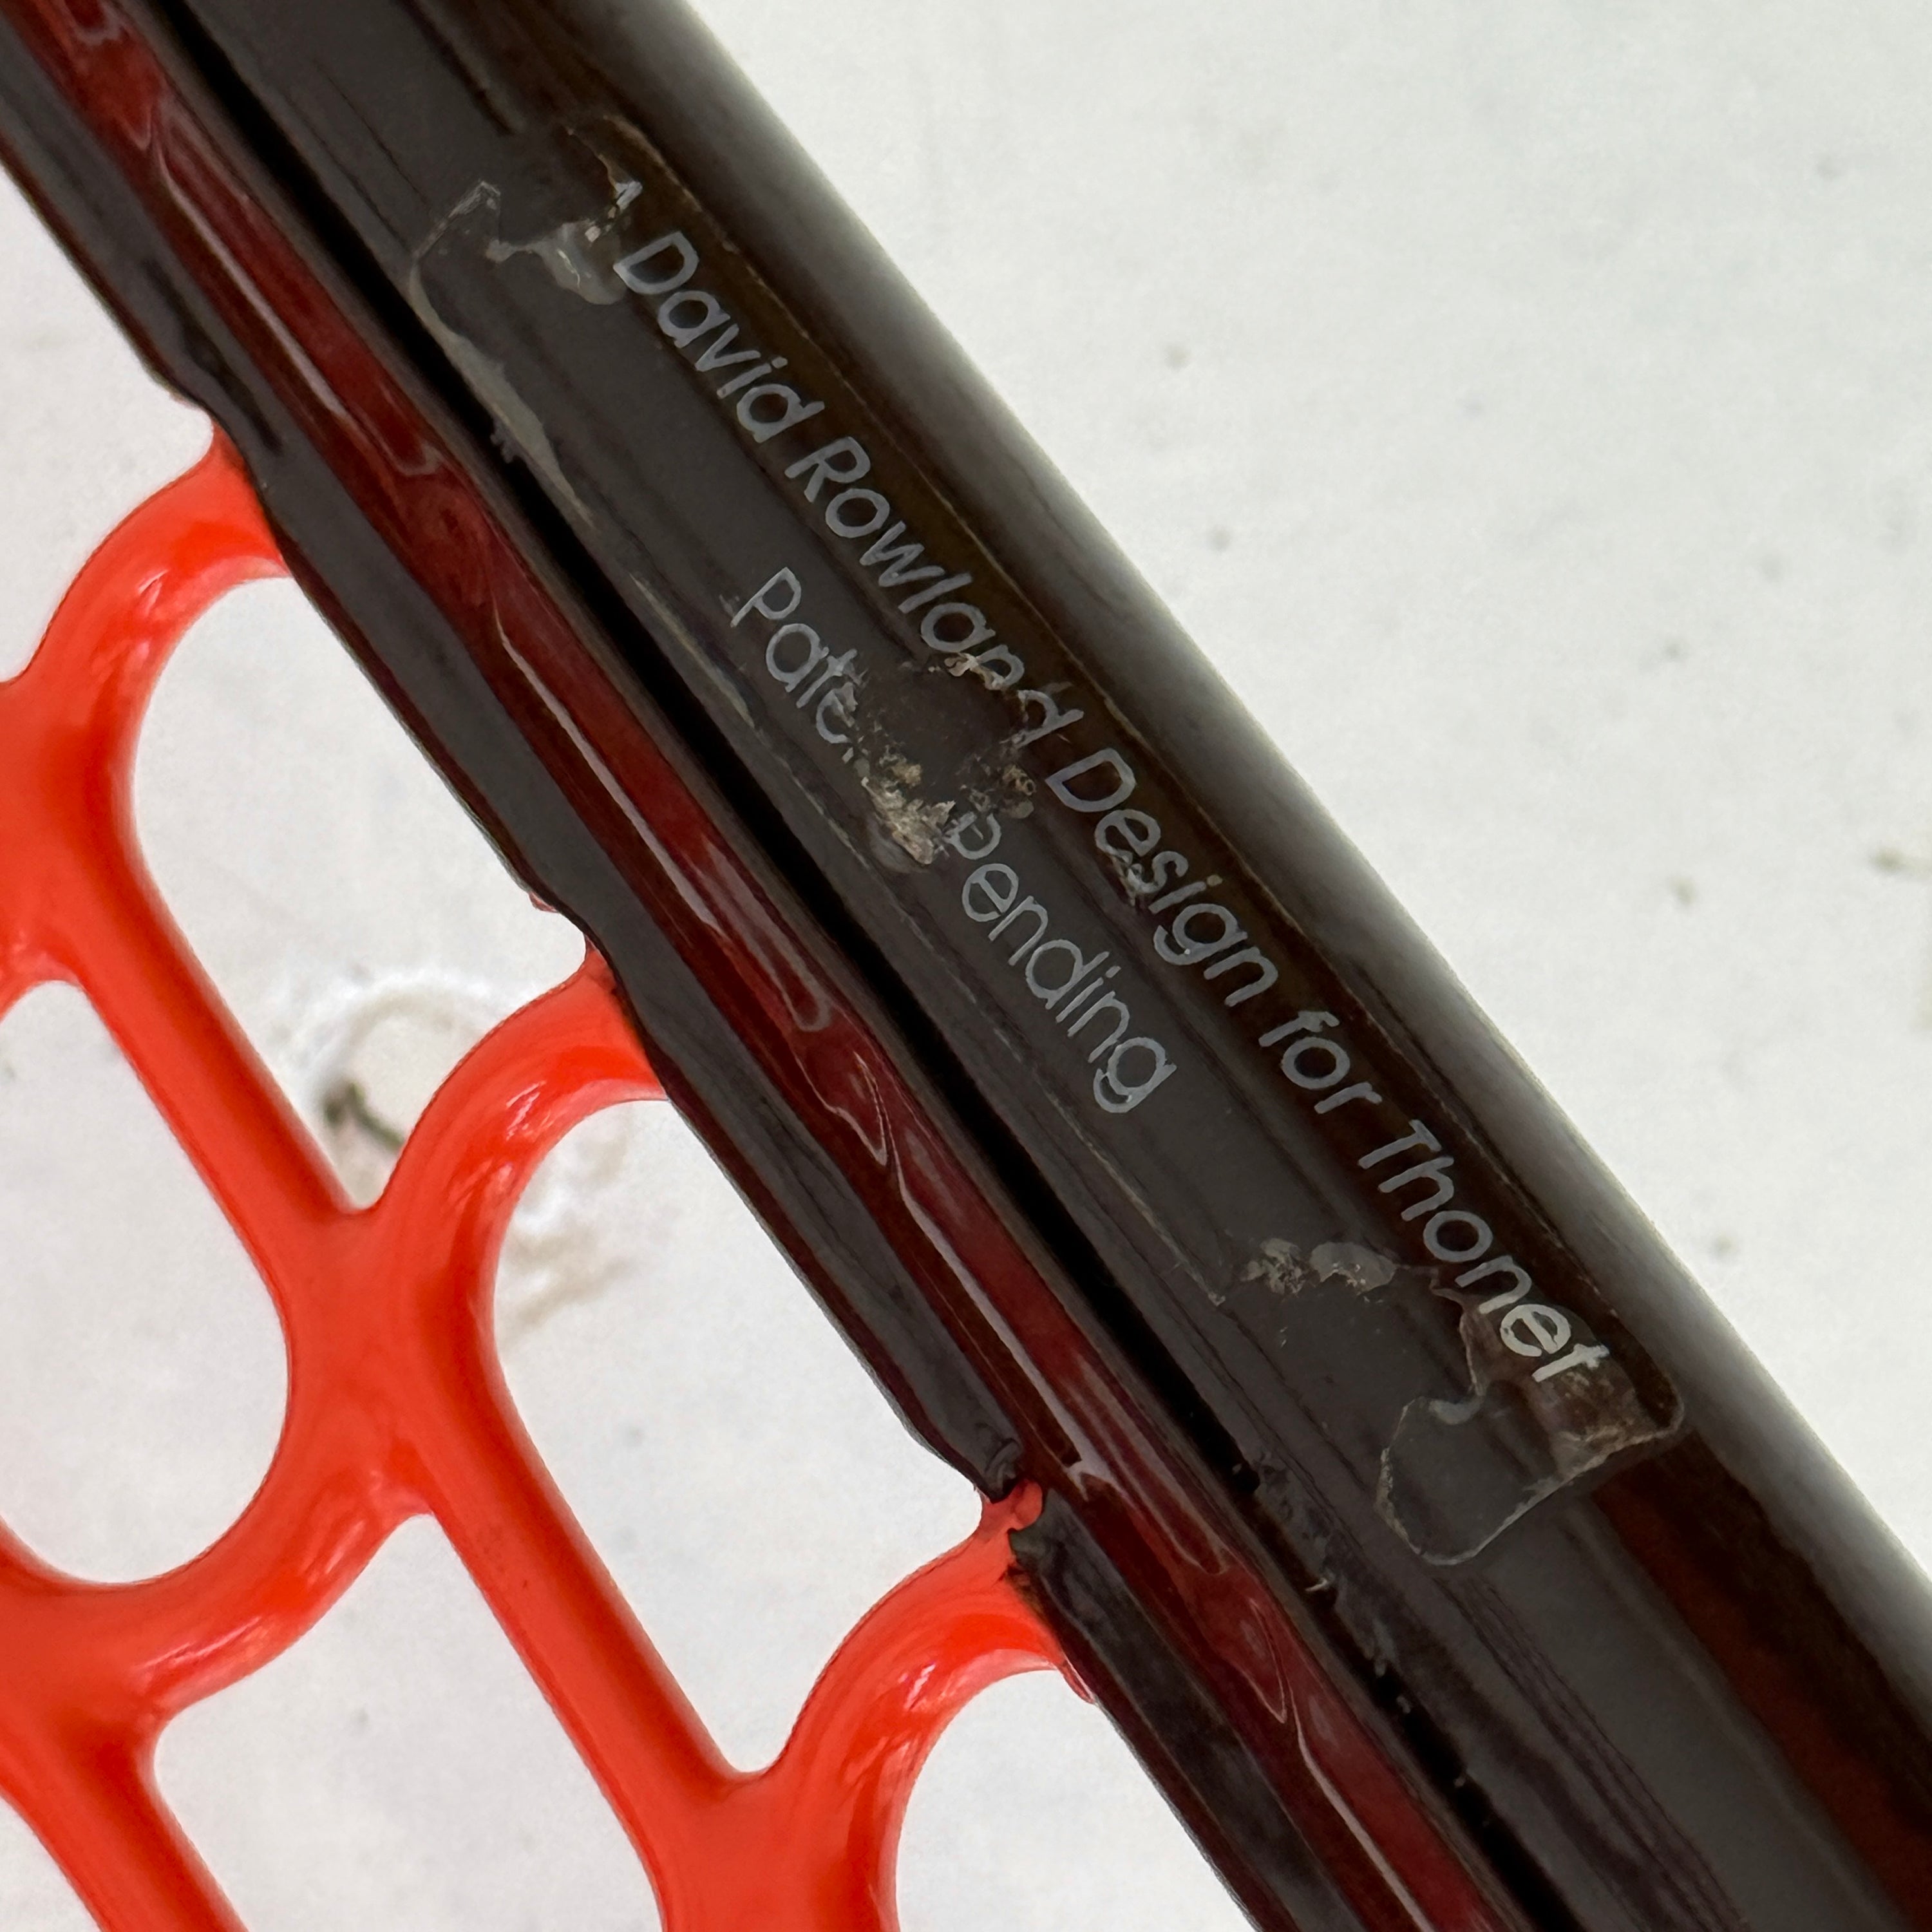 A David Rowland Design for Thonet
Patent Pending